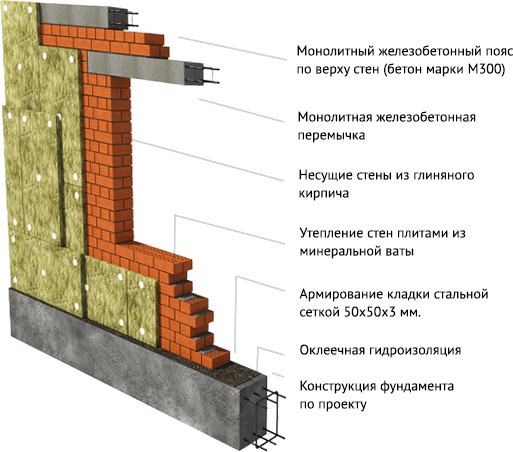 Монолитный железобетонный пояс
по верху стен (бетон марки М300)
Монолитная железобетонная
перемычка
Несущие стены из глиняного
кирпича
Утепление стен плитами из
минеральной ваты
Армирование кладки стальной
сеткой 50х50х3 мм.
Оклеечная гидроизоляция
Конструкция фундамента
по проекту